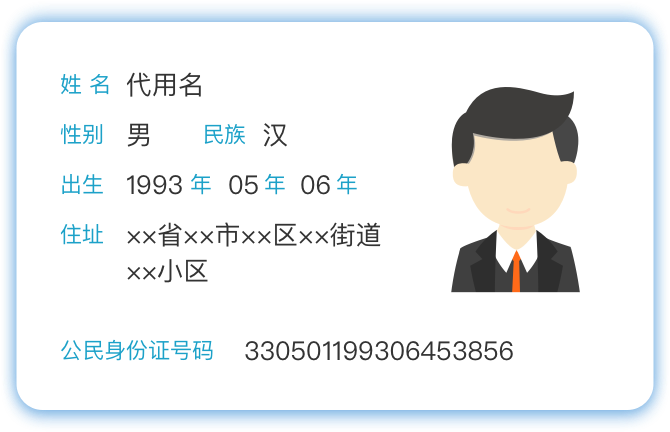 姓 名 代用名
性别 男 民族 汉
出生 1993 年 05 年 06 年
住址 ××省××市××区××街道
××小区
公民身份证号码 330501199306453856